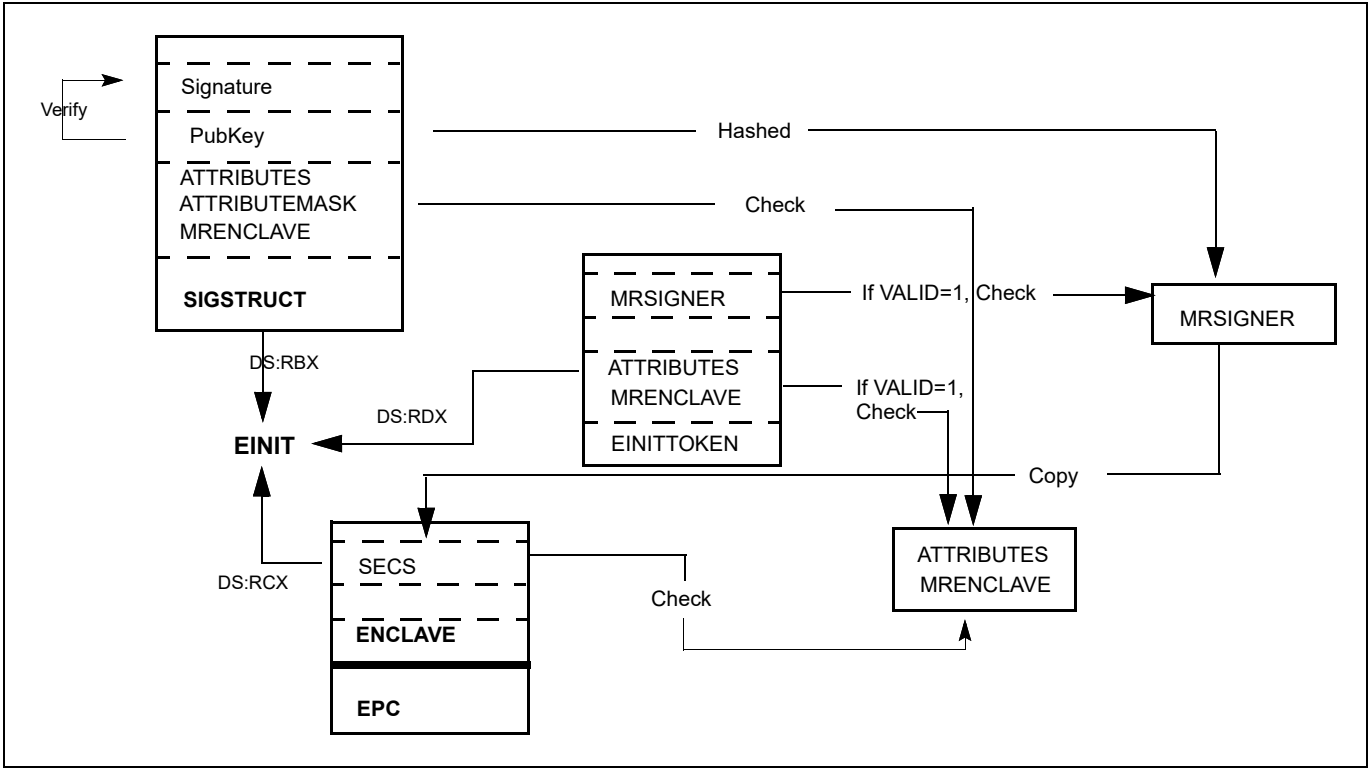 Signature
Verify
PubKey
Hashed
ATTRIBUTES
ATTRIBUTEMASK
MRENCLAVE
Check
SIGSTRUCT
MRSIGNER
If VALID=1, Check
MRSIGNER
DS:RBX
ATTRIBUTES
MRENCLAVE
If VALID=1,
Check
DS:RDX
EINIT
EINITTOKEN
Copy
SECS
DS:RCX
Check
ATTRIBUTES
MRENCLAVE
ENCLAVE
EPC